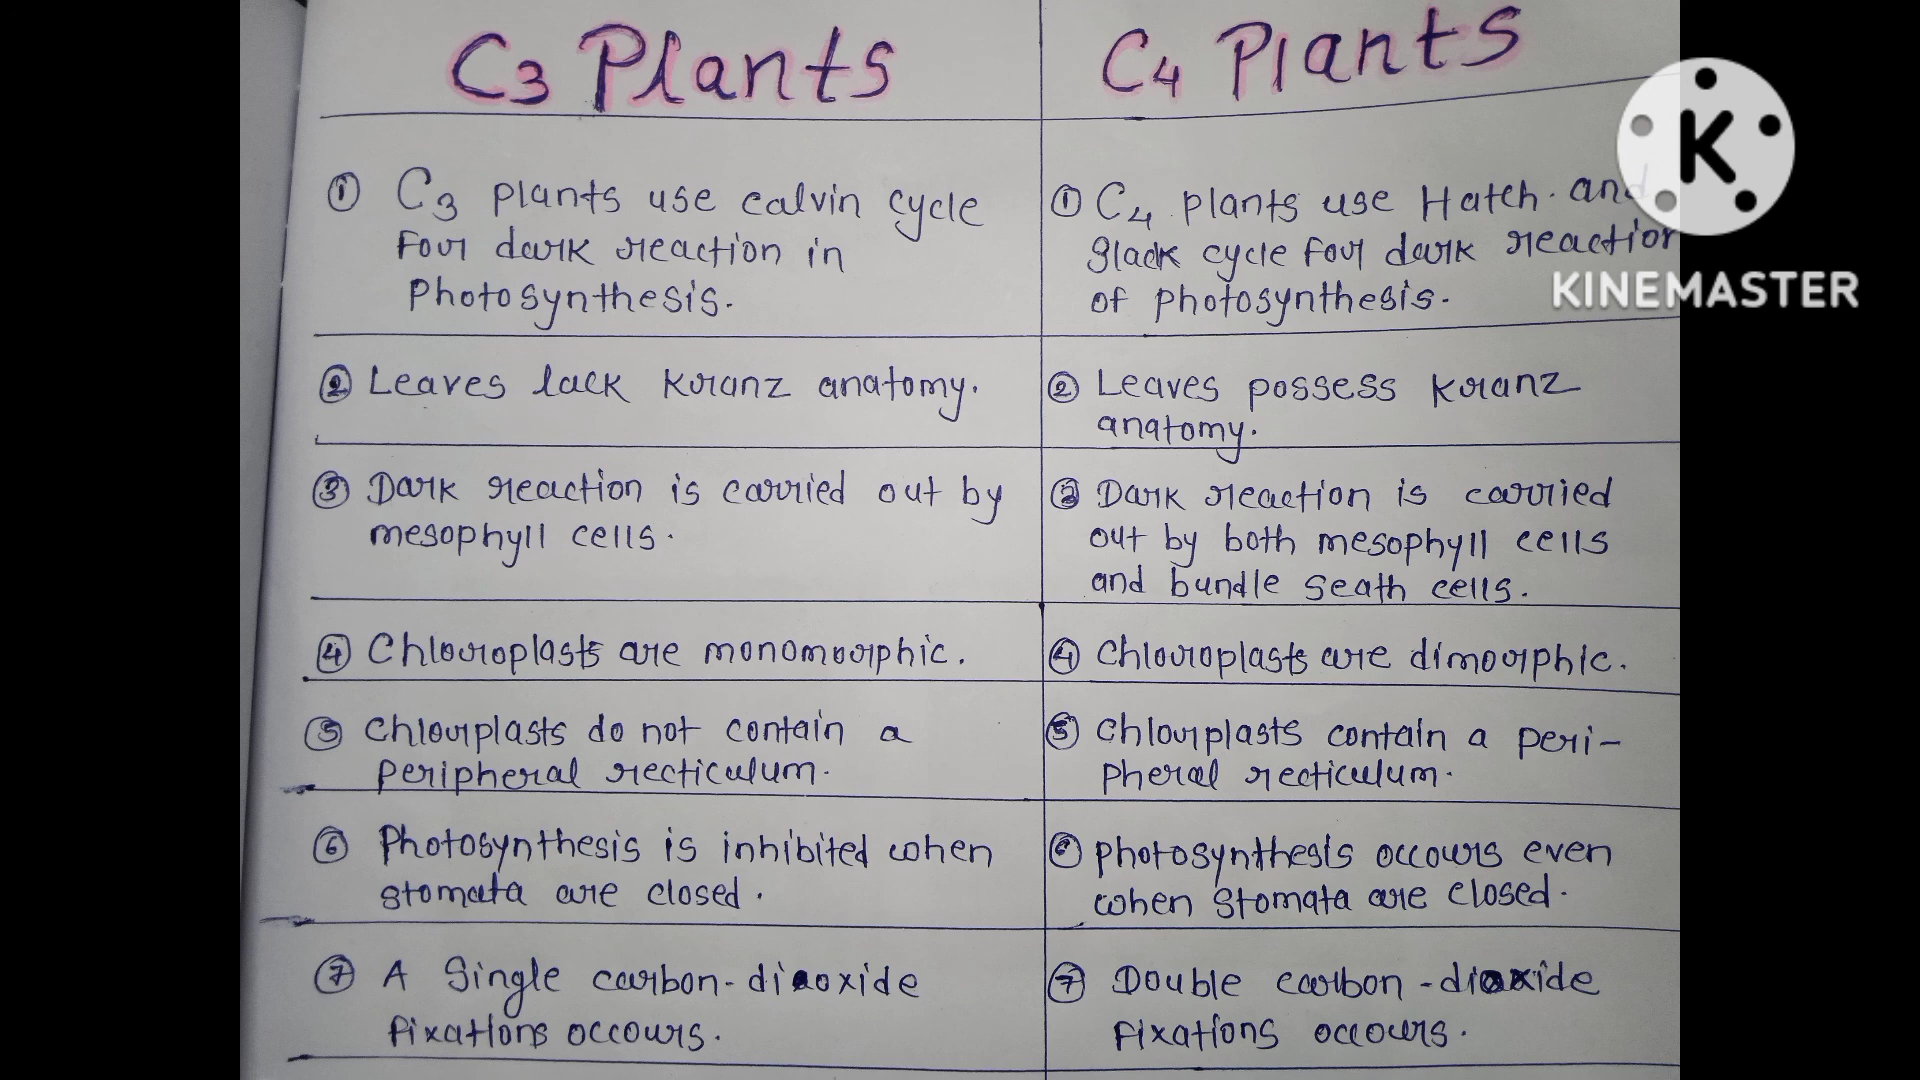 C3 Plants
C4 Plants
① C3 plants use calvin cycle
For dark reaction in
Photosynthesis.
① C4 plants use Hatch and
slack cycle for dark reaction
of photosynthesis.
② Leaves lack Kranz anatomy.
② Leaves possess Kranz
anatomy.
③ Dark reaction is carried out by
mesophyll cells.
③ Dark reaction is carried
out by both mesophyll cells
and bundle seath cells.
④ Chloroplasts are monomorphic.
④ Chloroplasts are dimorphic.
⑤ Chlorplasts do not contain a
peripheral recticulum.
⑤ Chlorplasts contain a peri-
pheral recticulum.
⑥ Photosynthesis is inhibited when
stomata are closed.
⑥ photosynthesis occours even
when stomata are closed.
⑦ A Single carbon-dioxide
fixations occours.
⑦ Double carbon-dioxide
fixations occours.
K
KINEMASTER